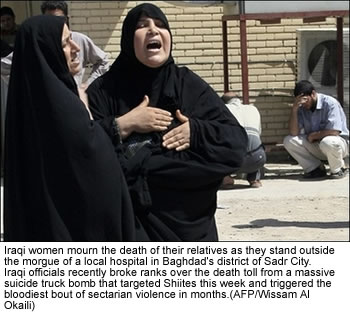 Iraqi women mourn the death of their relatives as they stand outside
the morgue of a local hospital in Baghdad's district of Sadr City.
Iraqi officials recently broke ranks over the death toll from a massive
suicide truck bomb that targeted Shiites this week and triggered the
bloodiest bout of sectarian violence in months.(AFP/Wissam Al
Okaili)